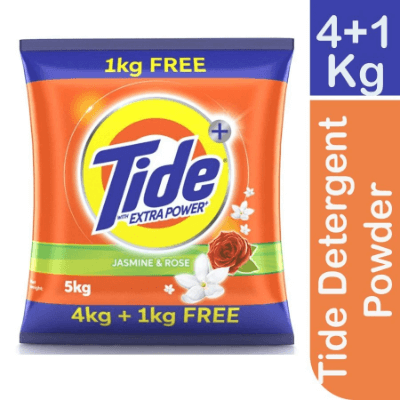 1kg FREE
Tide
+
WITH EXTRA POWER+
JASMINE & ROSE
5kg
4kg + 1kg FREE
4+1
Kg
Tide Detergent
Powder